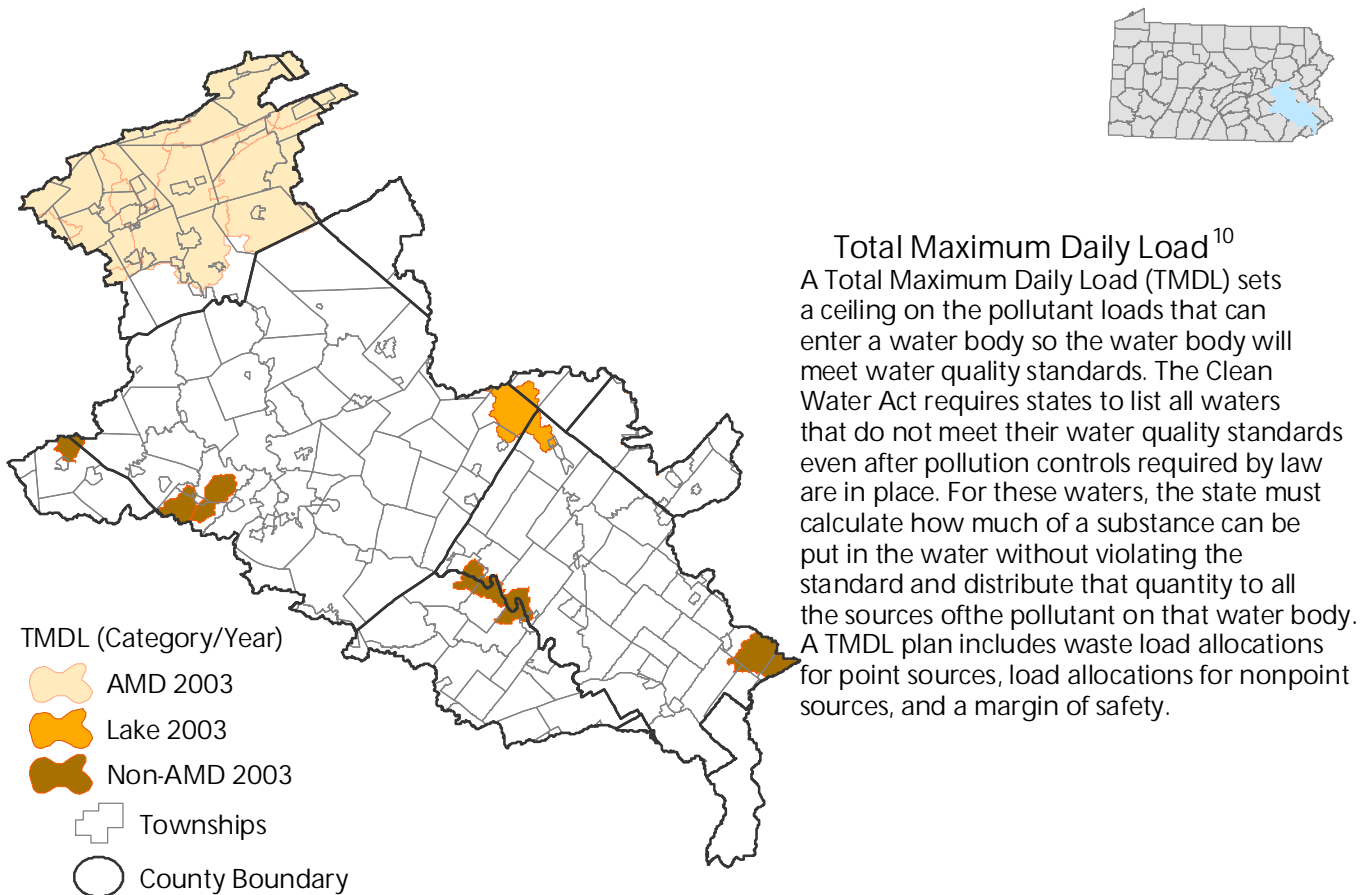 Total Maximum Daily Load 10
A Total Maximum Daily Load (TMDL) sets
a ceiling on the pollutant loads that can
enter a water body so the water body will
meet water quality standards. The Clean
Water Act requires states to list all waters
that do not meet their water quality standards
even after pollution controls required by law
are in place. For these waters, the state must
calculate how much of a substance can be
put in the water without violating the
standard and distribute that quantity to all
the sources ofthe pollutant on that water body.
A TMDL plan includes waste load allocations
for point sources, load allocations for nonpoint
sources, and a margin of safety.
TMDL (Category/Year)
AMD 2003
Lake 2003
Non-AMD 2003
Townships
County Boundary